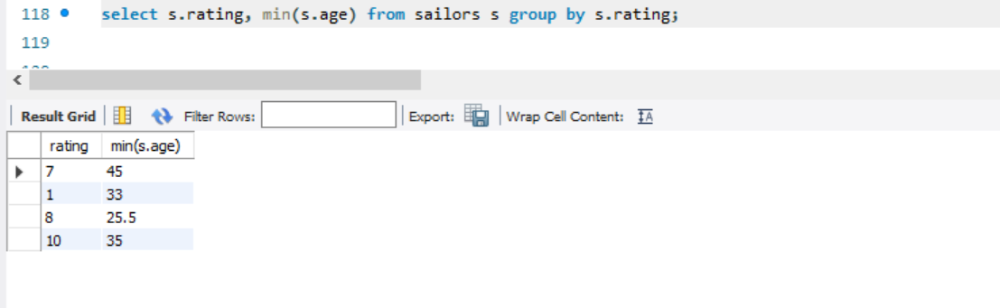 118 select s.rating, min(s.age) from sailors s group by s.rating;
119
Result Grid Filter Rows: Export: Wrap Cell Content:
rating min(s.age)
7 45
1 33
8 25.5
10 35